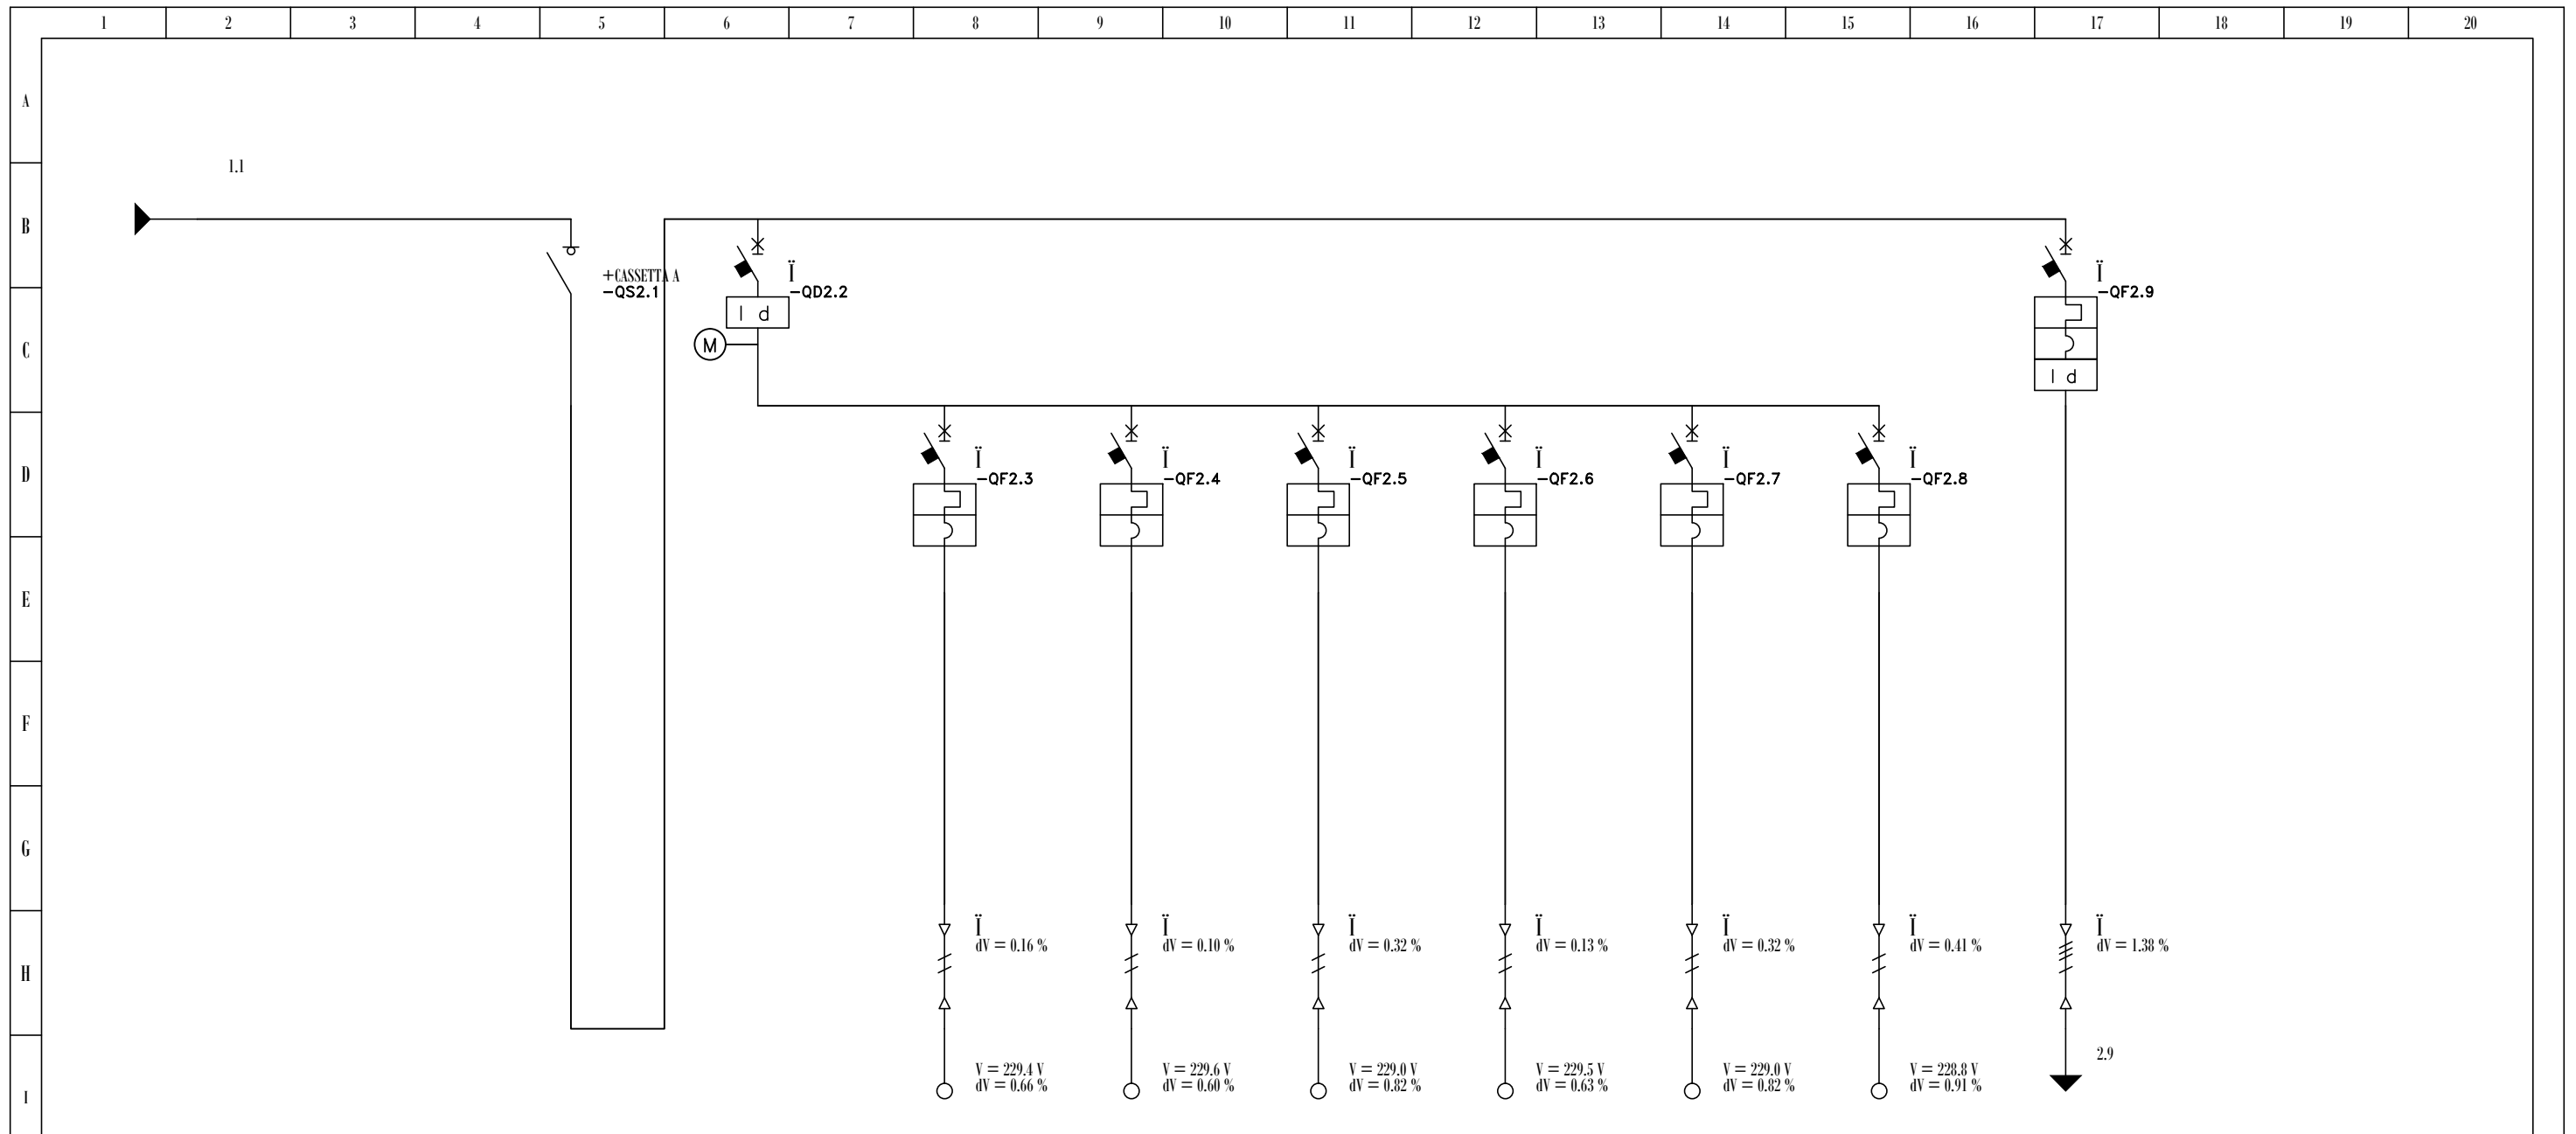 1 2 3 4 5 6 7 8 9 10 11 12 13 14 15 16 17 18 19 20
A
1.1
B
+CASSETTA A
-QS2.1
Ï
-QD2.2
Ï
-QF2.9
I d
C
M
I d
D
Ï
-QF2.3
Ï
-QF2.4
Ï
-QF2.5
Ï
-QF2.6
Ï
-QF2.7
Ï
-QF2.8
E
F
G
H
Ï
dV = 0.16 %
Ï
dV = 0.10 %
Ï
dV = 0.32 %
Ï
dV = 0.13 %
Ï
dV = 0.32 %
Ï
dV = 0.41 %
Ï
dV = 1.38 %
I
V = 229.4 V
dV = 0.66 %
V = 229.6 V
dV = 0.60 %
V = 229.0 V
dV = 0.82 %
V = 229.5 V
dV = 0.63 %
V = 229.0 V
dV = 0.82 %
V = 228.8 V
dV = 0.91 %
2.9